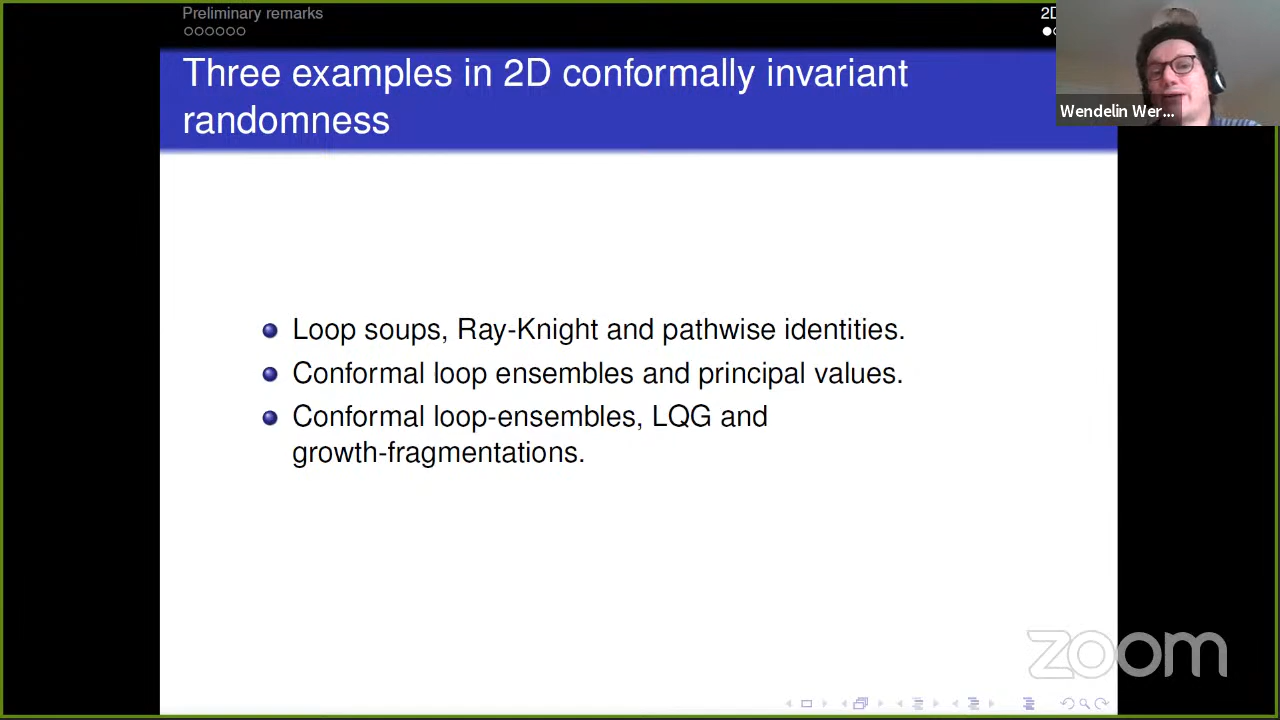 Preliminary remarks
2D
Three examples in 2D conformally invariant
randomness
Wendelin Wer...
Loop soups, Ray-Knight and pathwise identities.
Conformal loop ensembles and principal values.
Conformal loop-ensembles, LQG and
growth-fragmentations.
zoom